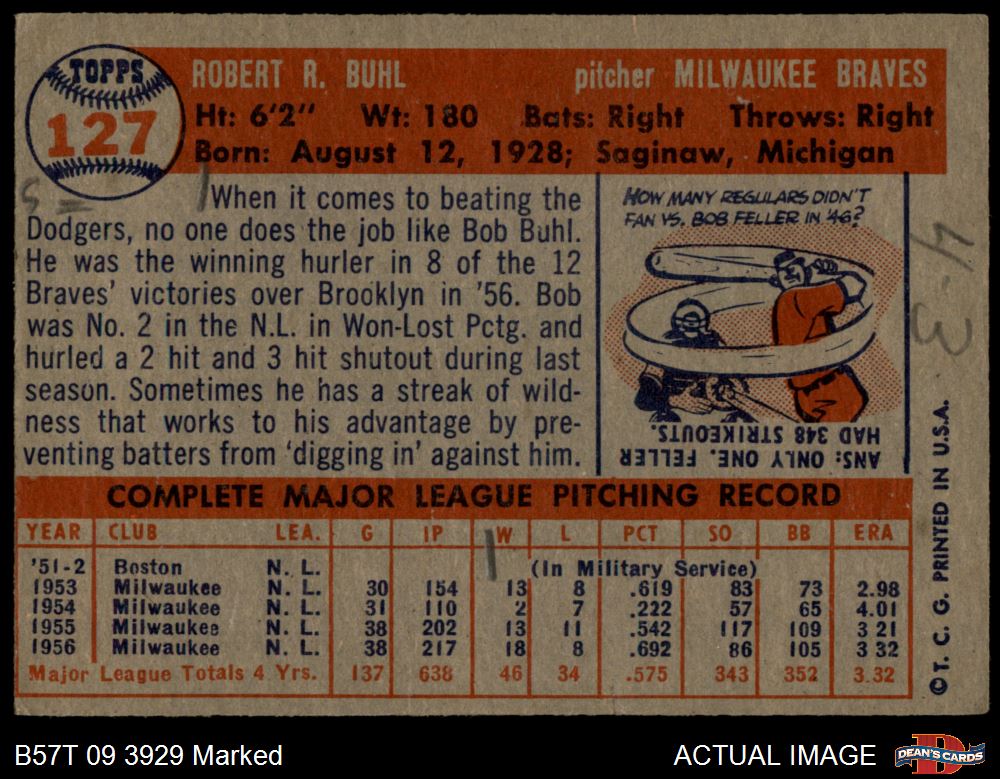 TOPPS
127
ROBERT R. BUHL pitcher MILWAUKEE BRAVES
Ht: 6'2" Wt: 180 Bats: Right Throws: Right
Born: August 12, 1928; Saginaw, Michigan
When it comes to beating the
Dodgers, no one does the job like Bob Buhl.
He was the winning hurler in 8 of the 12
Braves' victories over Brooklyn in '56. Bob
was No. 2 in the N.L. in Won-Lost Pctg. and
hurled a 2 hit and 3 hit shutout during last
season. Sometimes he has a streak of wild-
ness that works to his advantage by pre-
venting batters from 'digging in' against him.
HOW MANY REGULARS DIDN'T
FAN VS. BOB FELLER IN '46?
ANS: ONLY ONE. FELLER
HAD 348 STRIKEOUTS.
4-3
COMPLETE MAJOR LEAGUE PITCHING RECORD
YEAR CLUB LEA. G IP W L PCT SO BB ERA
'51-2 Boston N. L. (In Military Service)
1953 Milwaukee N. L. 30 154 13 8 .619 83 73 2.98
1954 Milwaukee N. L. 31 110 2 7 .222 57 65 4.01
1955 Milwaukee N. L. 38 202 13 11 .542 117 109 3 21
1956 Milwaukee N. L. 38 217 18 8 .692 86 105 3 32
Major League Totals 4 Yrs. 137 638 46 34 .575 343 352 3.32
©T. C. G. PRINTED IN U.S.A.
B57T 09 3929 Marked
ACTUAL IMAGE
DEAN'S CARDS